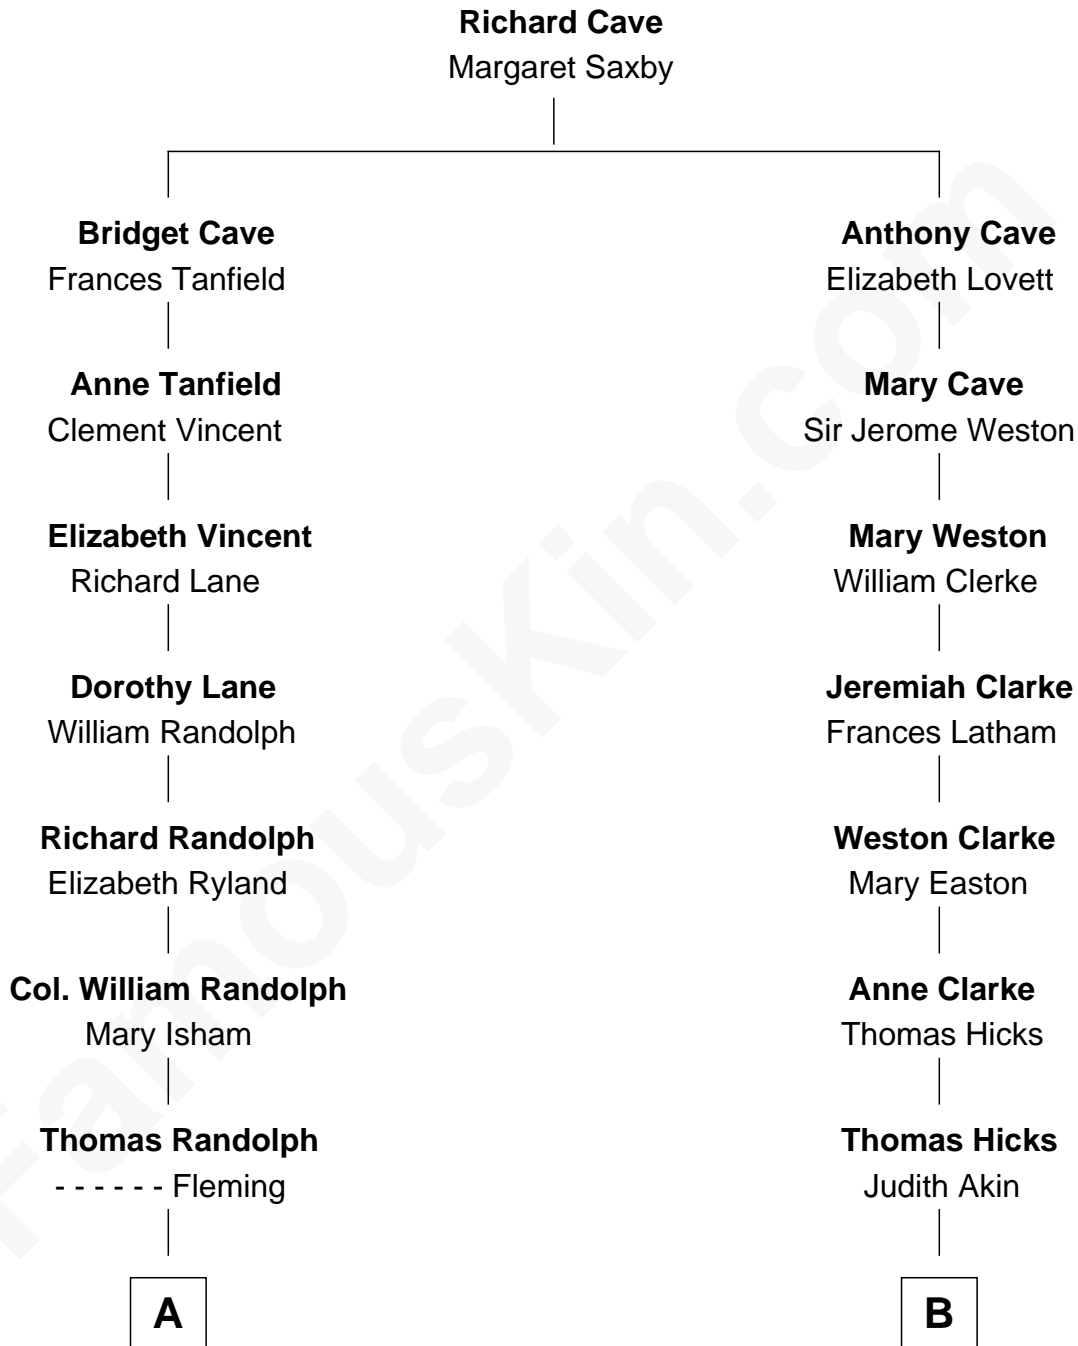 Richard Cave
Margaret Saxby
Bridget Cave
Frances Tanfield
Anthony Cave
Elizabeth Lovett
Anne Tanfield
Clement Vincent
Mary Cave
Sir Jerome Weston
Elizabeth Vincent
Richard Lane
Mary Weston
William Clerke
Dorothy Lane
William Randolph
Jeremiah Clarke
Frances Latham
Richard Randolph
Elizabeth Ryland
Weston Clarke
Mary Easton
Col. William Randolph
Mary Isham
Anne Clarke
Thomas Hicks
Thomas Randolph
- - - - - - Fleming
Thomas Hicks
Judith Akin
A
B
FamousKin.com